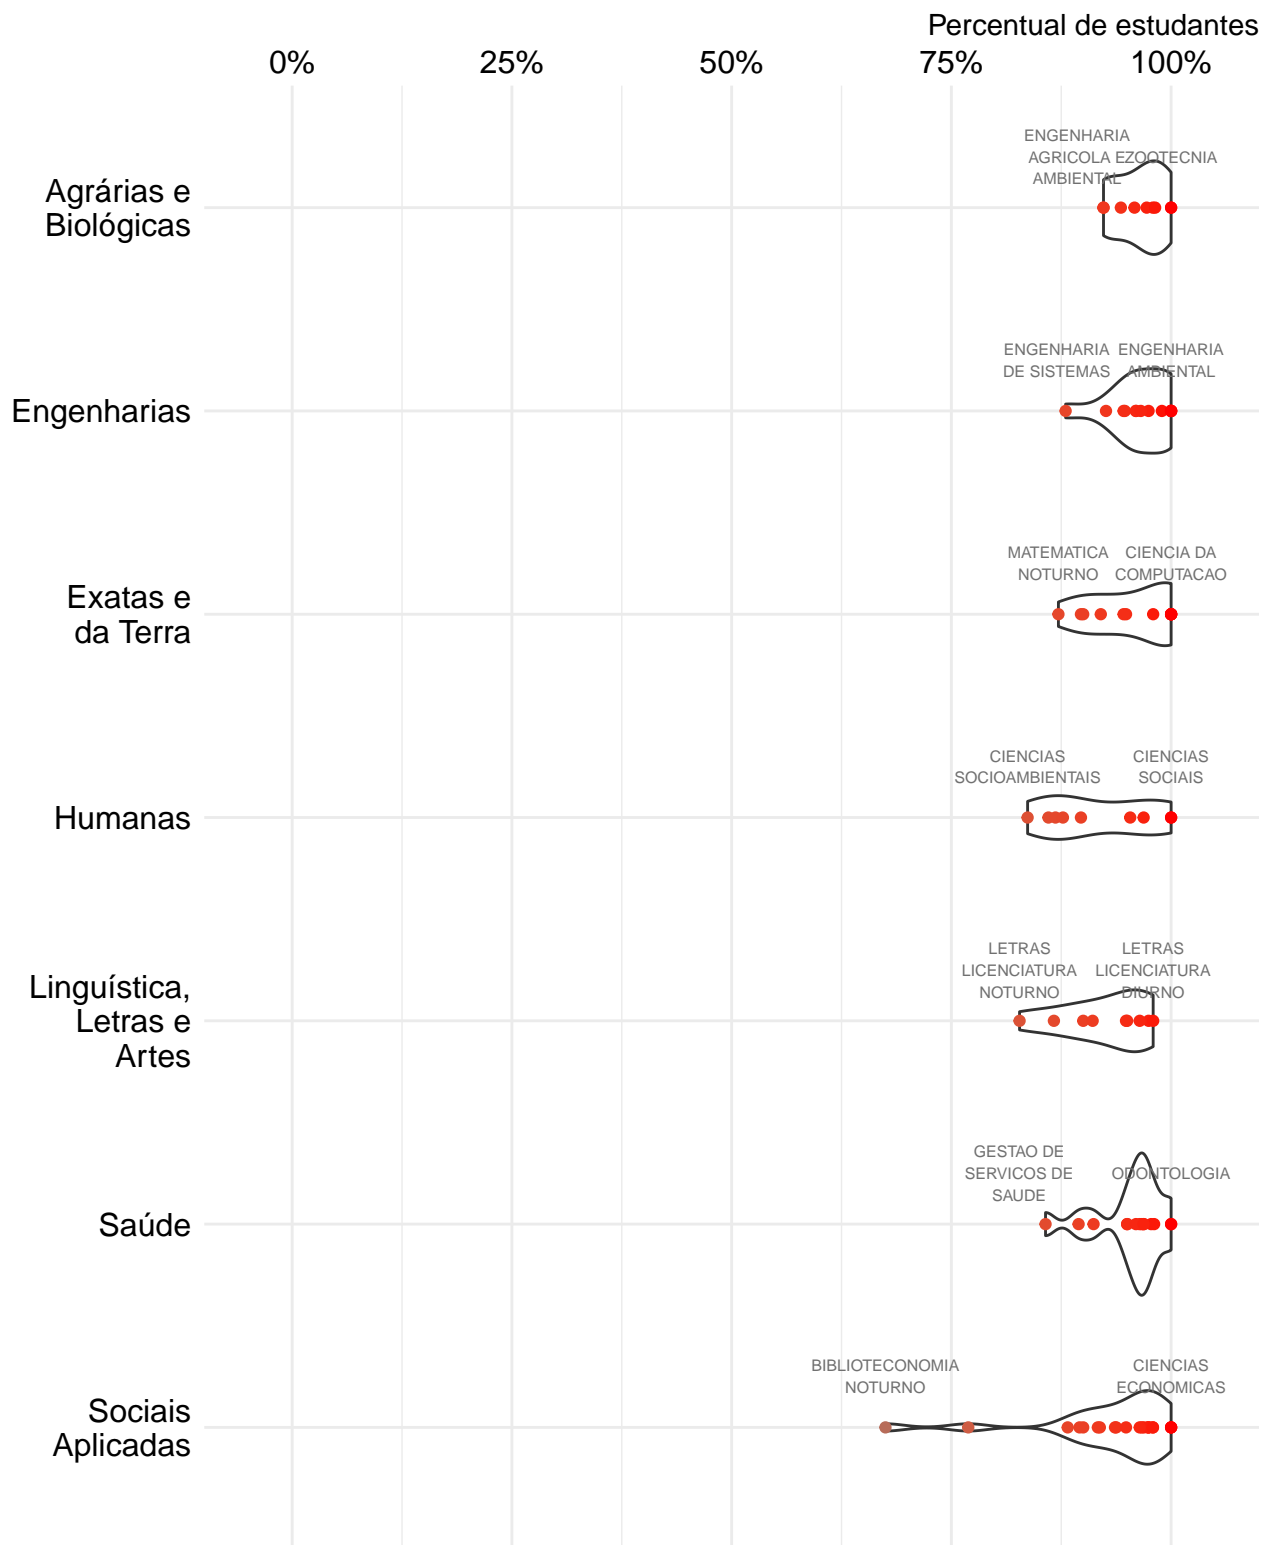 Percentual de estudantes
0% 25% 50% 75% 100%
Agrárias e
Biológicas
ENGENHARIA
AGRICOLA E
AMBIENTAL
ZOOTECNIA
Engenharias
ENGENHARIA
DE SISTEMAS
ENGENHARIA
AMBIENTAL
Exatas e
da Terra
MATEMATICA
NOTURNO
CIENCIA DA
COMPUTACAO
Humanas
CIENCIAS
SOCIOAMBIENTAIS
CIENCIAS
SOCIAIS
Linguística,
Letras e
Artes
LETRAS
LICENCIATURA
NOTURNO
LETRAS
LICENCIATURA
DIURNO
Saúde
GESTAO DE
SERVICOS DE
SAUDE
ODONTOLOGIA
Sociais
Aplicadas
BIBLIOTECONOMIA
NOTURNO
CIENCIAS
ECONOMICAS